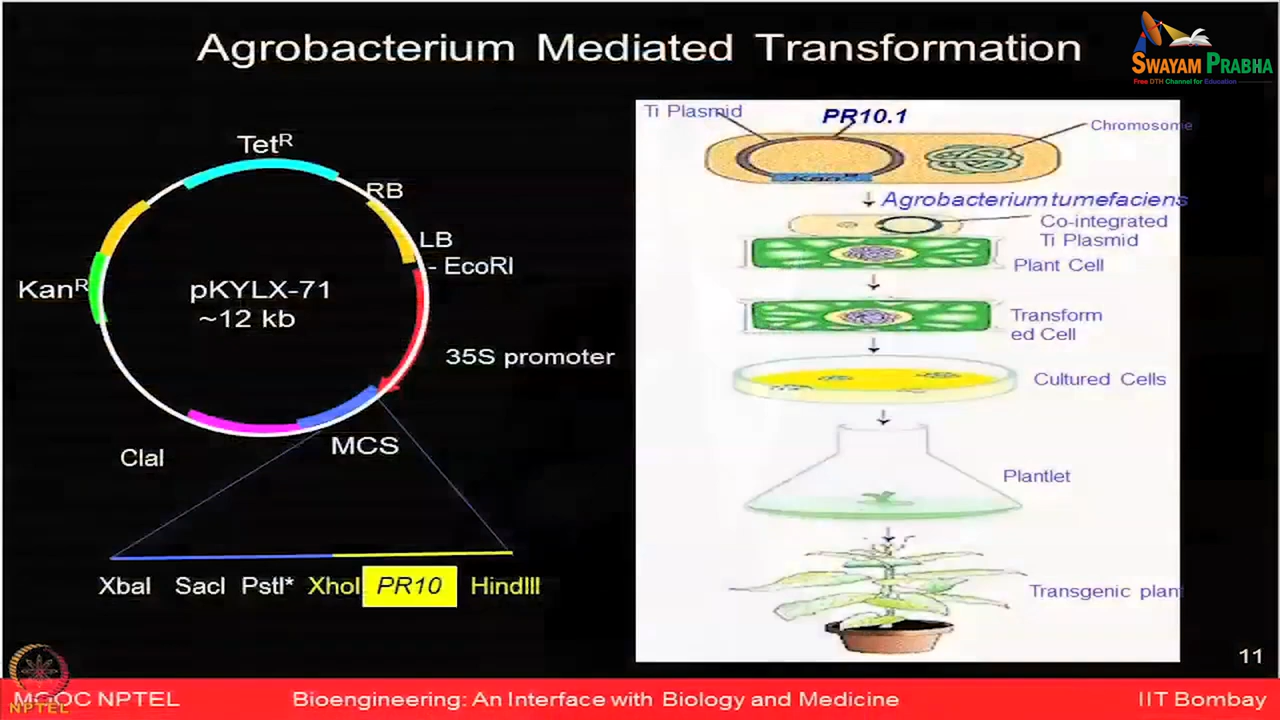 Agrobacterium Mediated Transformation
SWAYAM PRABHA
Free DTH Channel for Education
TetR
RB
LB
EcoRI
KanR
pKYLX-71
~12 kb
35S promoter
MCS
ClaI
XbaI SacI PstI* XhoI PR10 HindIII
Ti Plasmid
PR10.1
Chromosome
KanR
Agrobacterium tumefaciens
Co-integrated
Ti Plasmid
Plant Cell
Transform
ed Cell
Cultured Cells
Plantlet
Transgenic plant
11
MOOC NPTEL
NPTEL
Bioengineering: An Interface with Biology and Medicine
IIT Bombay